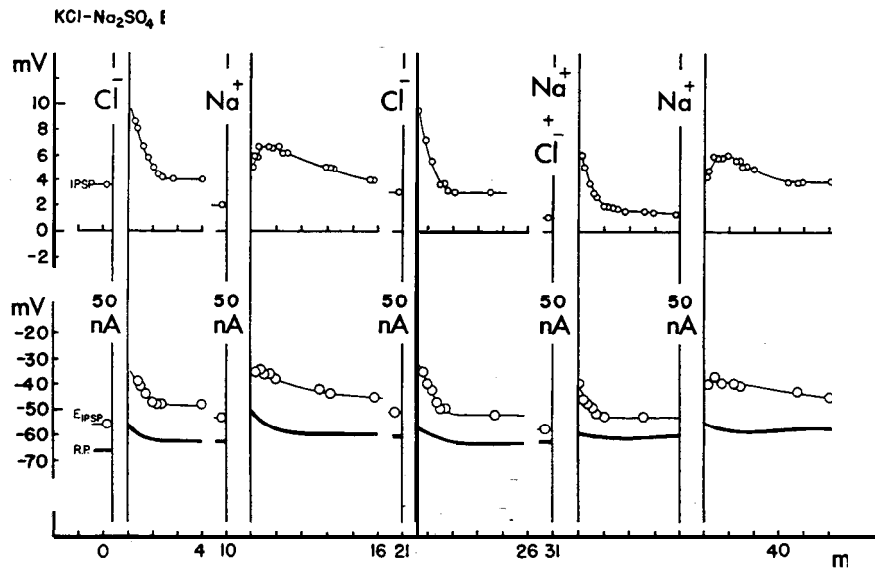 KCl-Na₂SO₄ E
mV
10
8
6
4
2
0
-2
IPSP
Cl⁻
Na⁺
Cl⁻
Na⁺
+
Cl⁻
Na⁺
mV
-20
-30
-40
-50
-60
-70
E IPSP
R.P.
50
nA
50
nA
50
nA
50
nA
50
nA
0 4 10 16 21 26 31 40 m